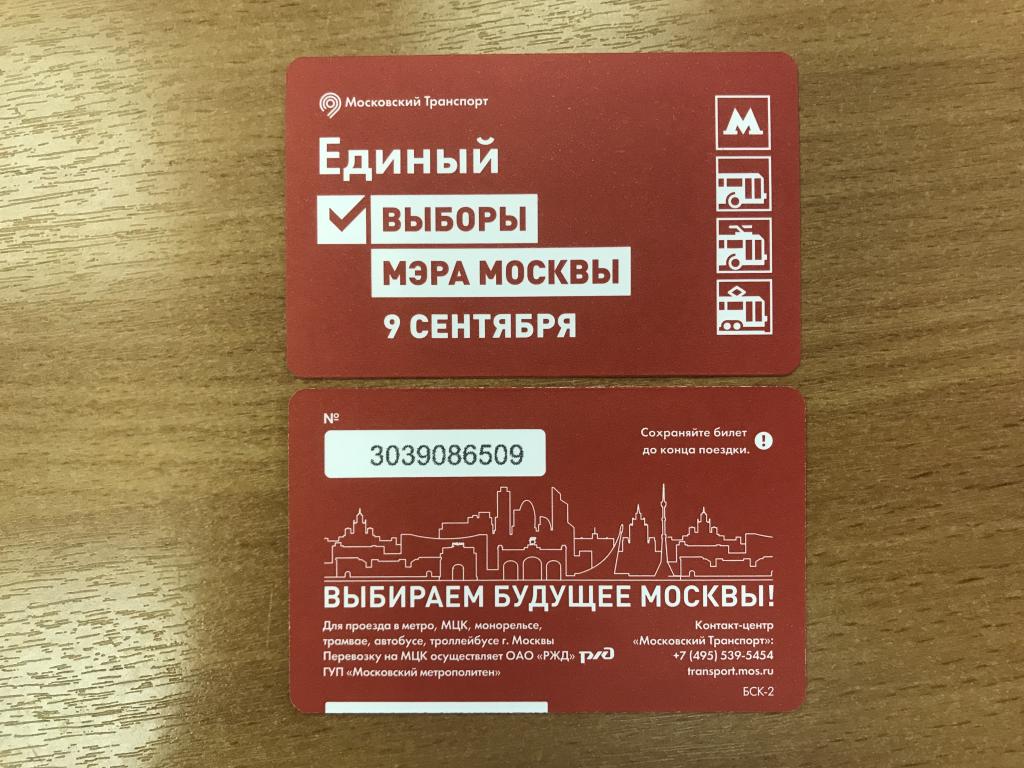 Московский Транспорт
Единый
ВЫБОРЫ
МЭРА МОСКВЫ
9 СЕНТЯБРЯ
№
3039086509
Сохраняйте билет
до конца поездки.
ВЫБИРАЕМ БУДУЩЕЕ МОСКВЫ!
Для проезда в метро, МЦК, монорельсе,
трамвае, автобусе, троллейбусе г. Москвы
Перевозку на МЦК осуществляет ОАО «РЖД» ржд
ГУП «Московский метрополитен»
Контакт-центр
«Московский Транспорт»:
+7 (495) 539-5454
transport.mos.ru
БСК-2